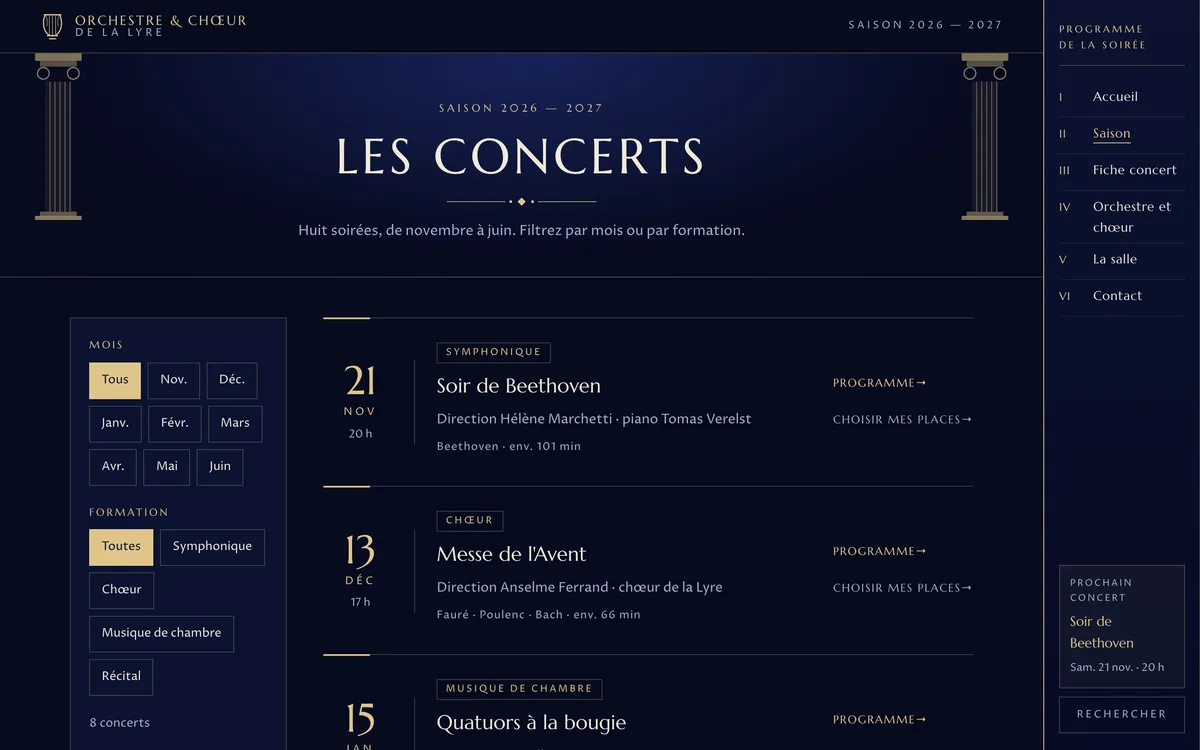 ORCHESTRE & CHŒUR
DE LA LYRE
SAISON 2026 — 2027
SAISON 2026 — 2027
LES CONCERTS
Huit soirées, de novembre à juin. Filtrez par mois ou par formation.
MOIS
Tous Nov. Déc.
Janv. Févr. Mars
Avr. Mai Juin
FORMATION
Toutes Symphonique
Chœur
Musique de chambre
Récital
8 concerts
21
NOV
20 h
SYMPHONIQUE
Soir de Beethoven
Direction Hélène Marchetti · piano Tomas Verelst
Beethoven · env. 101 min
PROGRAMME→
CHOISIR MES PLACES→
13
DÉC
17 h
CHŒUR
Messe de l'Avent
Direction Anselme Ferrand · chœur de la Lyre
Fauré · Poulenc · Bach · env. 66 min
PROGRAMME→
CHOISIR MES PLACES→
15
JAN
MUSIQUE DE CHAMBRE
Quatuors à la bougie
PROGRAMME→
PROGRAMME
DE LA SOIRÉE
I Accueil
II Saison
III Fiche concert
IV Orchestre et
chœur
V La salle
VI Contact
PROCHAIN
CONCERT
Soir de
Beethoven
Sam. 21 nov. · 20 h
RECHERCHER